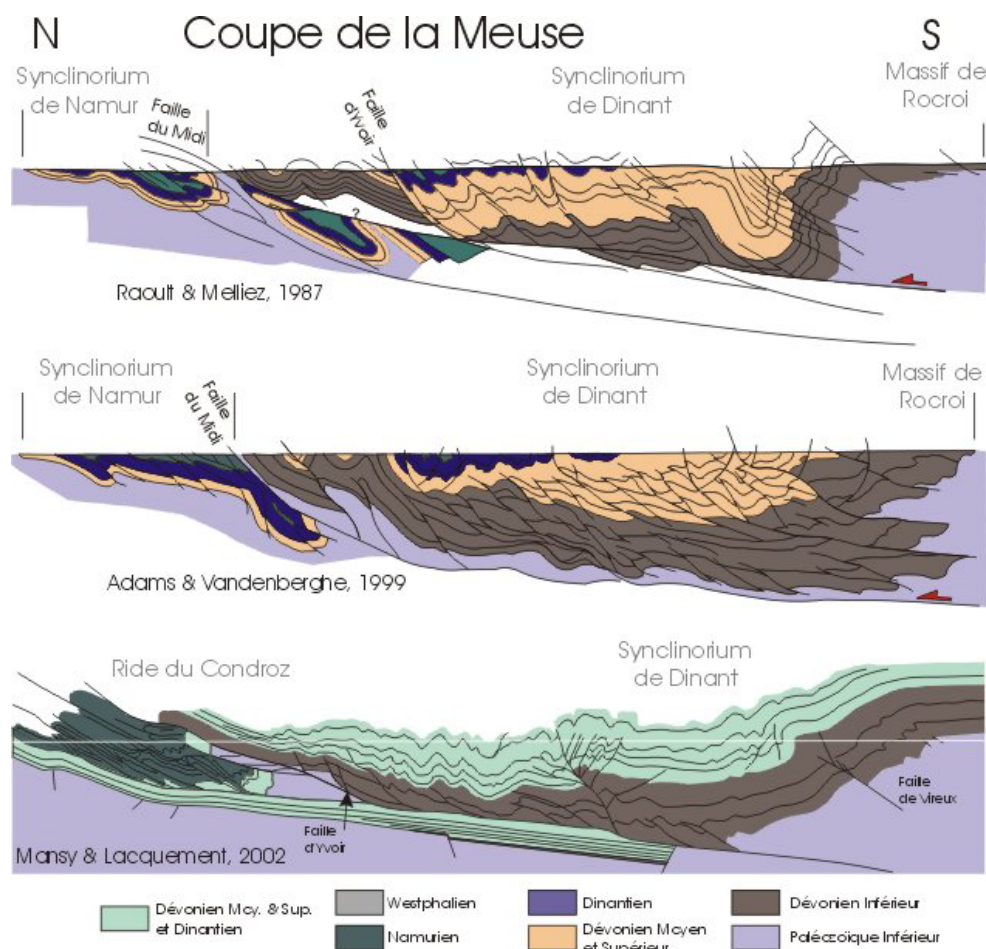 N Coupe de la Meuse S
Synclinorium
de Namur
Faille
du Midi
Faille
d'Yvoir
Synclinorium
de Dinant
Massif de
Rocroi
?
Raoult & Melliez, 1987
Synclinorium
de Namur
Faille
du Midi
Synclinorium
de Dinant
Massif de
Rocroi
Adams & Vandenberghe, 1999
Ride du Condroz
Synclinorium
de Dinant
Faille
de Vireux
Faille
d'Yvoir
Mansy & Lacquement, 2002
Dévonien Moy. & Sup.
et Dinantien
Westphalien
Namurien
Dinantien
Dévonien Moyen
et Supérieur
Dévonien Inférieur
Paléozoïque Inférieur